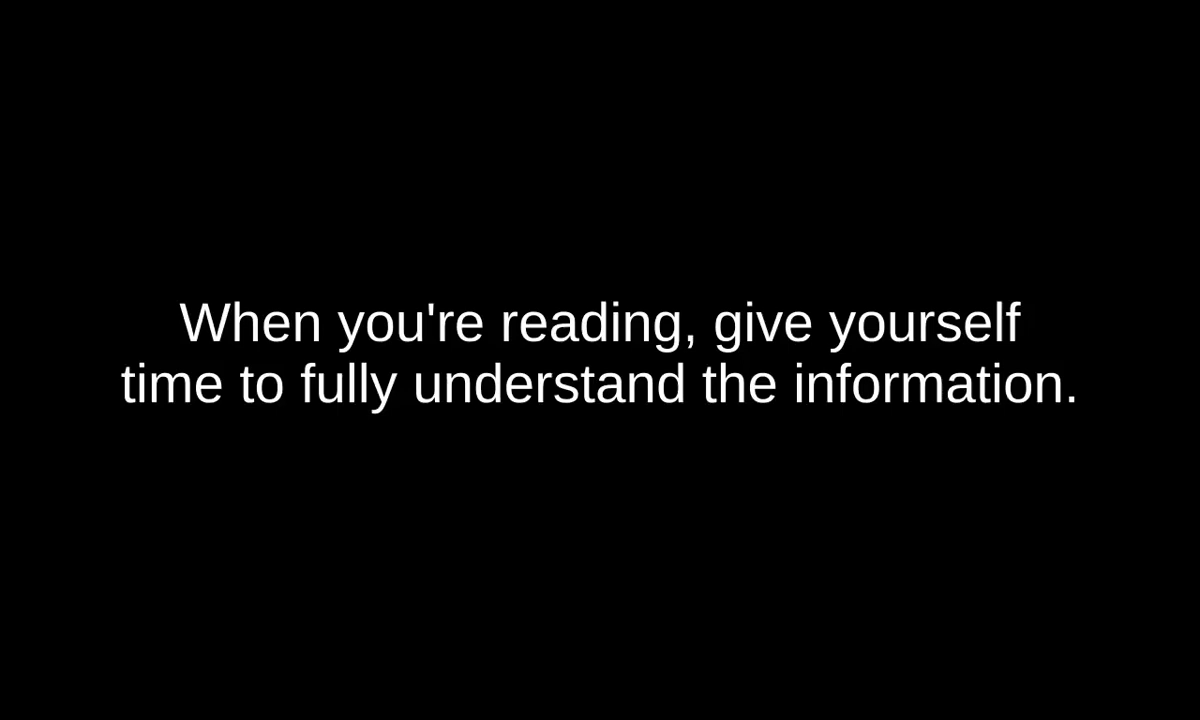 When you're reading, give yourself
time to fully understand the information.